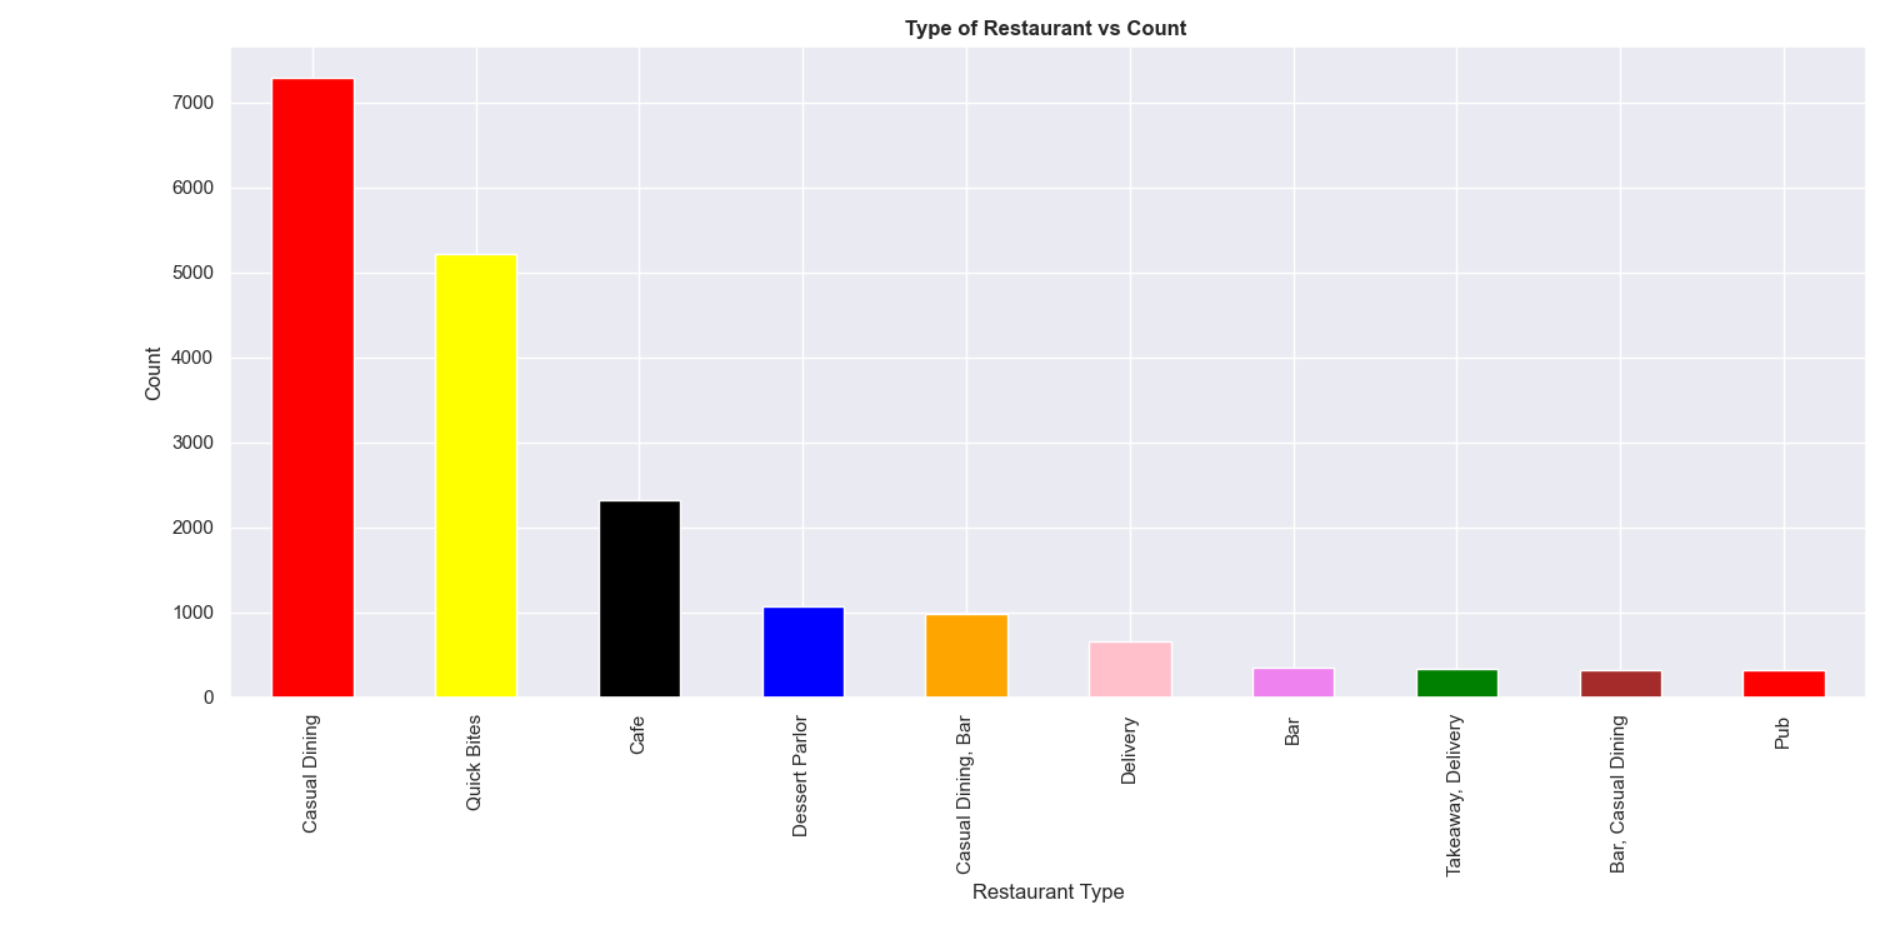 Type of Restaurant vs Count
7000
6000
5000
4000
3000
2000
1000
0
Count
Casual Dining
Quick Bites
Cafe
Dessert Parlor
Casual Dining, Bar
Delivery
Bar
Takeaway, Delivery
Bar, Casual Dining
Pub
Restaurant Type